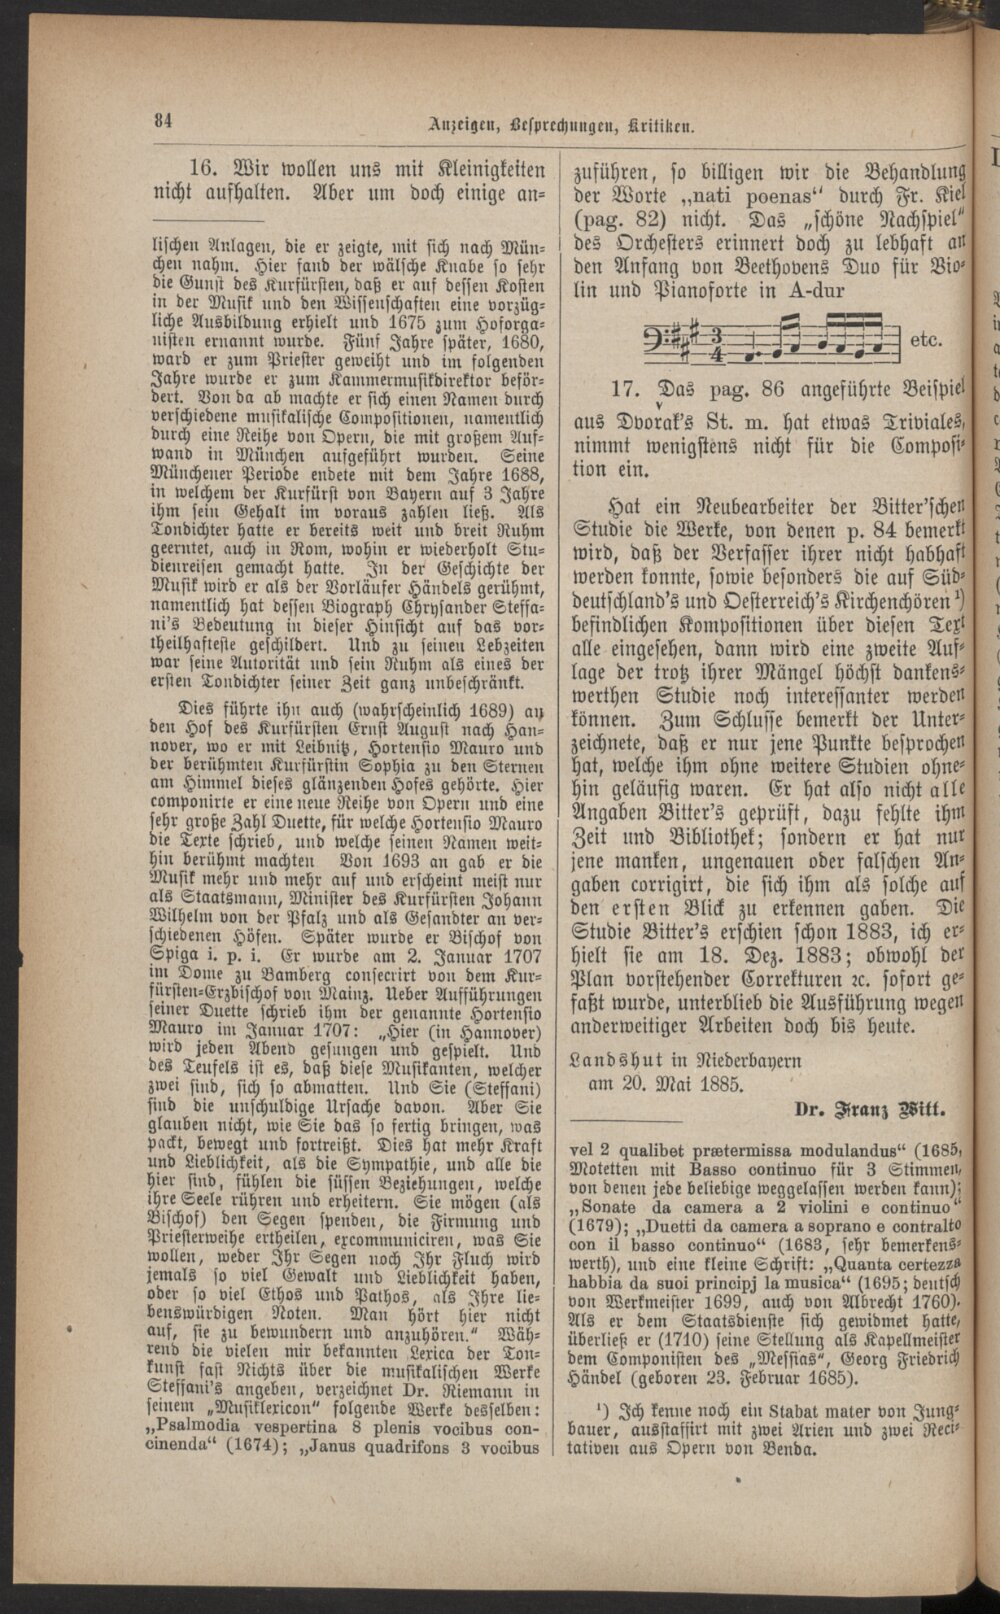 84
Anzeigen, Besprechungen, Kritiken.
16. Wir wollen uns mit Kleinigkeiten
nicht aufhalten. Aber um doch einige an-
lischen Anlagen, die er zeigte, mit sich nach Mün-
chen nahm. Hier fand der wälsche Knabe so sehr
die Gunst des Kurfürsten, daß er auf dessen Kosten
in der Musik und den Wissenschaften eine vorzüg-
liche Ausbildung erhielt und 1675 zum Hoforga-
nisten ernannt wurde. Fünf Jahre später, 1680,
ward er zum Priester geweiht und im folgenden
Jahre wurde er zum Kammermusikdirektor beför-
dert. Von da ab machte er sich einen Namen durch
verschiedene musikalische Compositionen, namentlich
durch eine Reihe von Opern, die mit großem Auf-
wand in München aufgeführt wurden. Seine
Münchener Periode endete mit dem Jahre 1688,
in welchem der Kurfürst von Bayern auf 3 Jahre
ihm sein Gehalt im voraus zahlen ließ. Als
Tondichter hatte er bereits weit und breit Ruhm
geerntet, auch in Rom, wohin er wiederholt Stu-
dienreisen gemacht hatte. In der Geschichte der
Musik wird er als der Vorläufer Händels gerühmt,
namentlich hat dessen Biograph Chrysander Steffa-
ni's Bedeutung in dieser Hinsicht auf das vor-
theilhafteste geschildert. Und zu seinen Lebzeiten
war seine Autorität und sein Ruhm als eines der
ersten Tondichter seiner Zeit ganz unbeschränkt.
Dies führte ihn auch (wahrscheinlich 1689) an
den Hof des Kurfürsten Ernst August nach Han-
nover, wo er mit Leibnitz, Hortensio Mauro und
der berühmten Kurfürstin Sophia zu den Sternen
am Himmel dieses glänzenden Hofes gehörte. Hier
componirte er eine neue Reihe von Opern und eine
sehr große Zahl Duette, für welche Hortensio Mauro
die Texte schrieb, und welche seinen Namen weit-
hin berühmt machten Von 1693 an gab er die
Musik mehr und mehr auf und erscheint meist nur
als Staatsmann, Minister des Kurfürsten Johann
Wilhelm von der Pfalz und als Gesandter an ver-
schiedenen Höfen. Später wurde er Bischof von
Spiga i. p. i. Er wurde am 2. Januar 1707
im Dome zu Bamberg consecrirt von dem Kur-
fürsten-Erzbischof von Mainz. Ueber Aufführungen
seiner Duette schrieb ihm der genannte Hortensio
Mauro im Januar 1707: „Hier (in Hannover)
wird jeden Abend gesungen und gespielt. Und
des Teufels ist es, daß diese Musikanten, welcher
zwei sind, sich so abmatten. Und Sie (Steffani)
sind die unschuldige Ursache davon. Aber Sie
glauben nicht, wie Sie das so fertig bringen, was
packt, bewegt und fortreißt. Dies hat mehr Kraft
und Lieblichkeit, als die Sympathie, und alle die
hier sind, fühlen die süssen Beziehungen, welche
ihre Seele rühren und erheitern. Sie mögen (als
Bischof) den Segen spenden, die Firmung und
Priesterweihe ertheilen, excommuniciren, was Sie
wollen, weder Ihr Segen noch Ihr Fluch wird
jemals so viel Gewalt und Lieblichkeit haben,
oder so viel Ethos und Pathos, als Ihre lie-
benswürdigen Noten. Man hört hier nicht
auf, sie zu bewundern und anzuhören.“ Wäh-
rend die vielen mir bekannten Lexica der Ton-
kunst fast Nichts über die musikalischen Werke
Steffani's angeben, verzeichnet Dr. Riemann in
seinem „Musiklexicon“ folgende Werke desselben:
„Psalmodia vespertina 8 plenis vocibus con-
cinenda“ (1674); „Janus quadrifons 3 vocibus
zuführen, so billigen wir die Behandlung
der Worte „nati poenas“ durch Fr. Kiel
(pag. 82) nicht. Das „schöne Nachspiel“
des Orchesters erinnert doch zu lebhaft an
den Anfang von Beethovens Duo für Vio-
lin und Pianoforte in A-dur
3
4
etc.
17. Das pag. 86 angeführte Beispiel
aus Dvořak's St. m. hat etwas Triviales,
nimmt wenigstens nicht für die Composi-
tion ein.
Hat ein Neubearbeiter der Bitter'schen
Studie die Werke, von denen p. 84 bemerkt
wird, daß der Verfasser ihrer nicht habhaft
werden konnte, sowie besonders die auf Süd-
deutschland's und Oesterreich's Kirchenchören ¹)
befindlichen Kompositionen über diesen Text
alle eingesehen, dann wird eine zweite Auf-
lage der trotz ihrer Mängel höchst dankens-
werthen Studie noch interessanter werden
können. Zum Schlusse bemerkt der Unter-
zeichnete, daß er nur jene Punkte besprochen
hat, welche ihm ohne weitere Studien ohne-
hin geläufig waren. Er hat also nicht alle
Angaben Bitter's geprüft, dazu fehlte ihm
Zeit und Bibliothek; sondern er hat nur
jene manken, ungenauen oder falschen An-
gaben corrigirt, die sich ihm als solche auf
den ersten Blick zu erkennen gaben. Die
Studie Bitter's erschien schon 1883, ich er-
hielt sie am 18. Dez. 1883; obwohl der
Plan vorstehender Correkturen ꝛc. sofort ge-
faßt wurde, unterblieb die Ausführung wegen
anderweitiger Arbeiten doch bis heute.
Landshut in Niederbayern
am 20. Mai 1885.
Dr. Franz Witt.
vel 2 qualibet prætermissa modulandus“ (1685,
Motetten mit Basso continuo für 3 Stimmen,
von denen jede beliebige weggelassen werden kann);
„Sonate da camera a 2 violini e continuo“
(1679); „Duetti da camera a soprano e contralto
con il basso continuo“ (1683, sehr bemerkens-
werth), und eine kleine Schrift: „Quanta certezza
habbia da suoi principj la musica“ (1695; deutsch
von Werkmeister 1699, auch von Albrecht 1760).
Als er dem Staatsdienste sich gewidmet hatte,
überließ er (1710) seine Stellung als Kapellmeister
dem Componisten des „Messias“, Georg Friedrich
Händel (geboren 23. Februar 1685).
¹) Ich kenne noch ein Stabat mater von Jung-
bauer, ausstaffirt mit zwei Arien und zwei Reci-
tativen aus Opern von Benda.